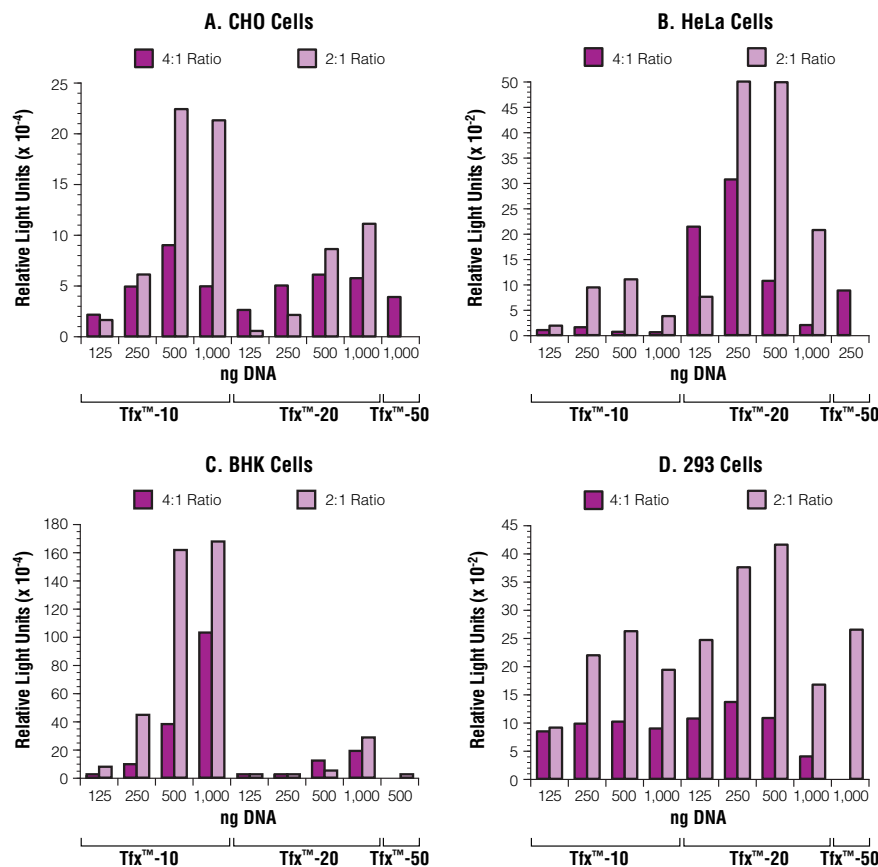 A. CHO Cells
4:1 Ratio 2:1 Ratio
Relative Light Units (x 10-4)
25
20
15
10
5
0
125 250 500 1,000 125 250 500 1,000 1,000
ng DNA
Tfx™-10 Tfx™-20 Tfx™-50
B. HeLa Cells
4:1 Ratio 2:1 Ratio
Relative Light Units (x 10-2)
50
40
30
20
10
5
0
125 250 500 1,000 125 250 500 1,000 250
ng DNA
Tfx™-10 Tfx™-20 Tfx™-50
C. BHK Cells
4:1 Ratio 2:1 Ratio
Relative Light Units (x 10-4)
180
160
140
120
100
80
60
40
20
0
125 250 500 1,000 125 250 500 1,000 500
ng DNA
Tfx™-10 Tfx™-20 Tfx™-50
D. 293 Cells
4:1 Ratio 2:1 Ratio
Relative Light Units (x 10-2)
45
40
35
30
25
20
15
10
5
0
125 250 500 1,000 125 250 500 1,000 1,000
ng DNA
Tfx™-10 Tfx™-20 Tfx™-50